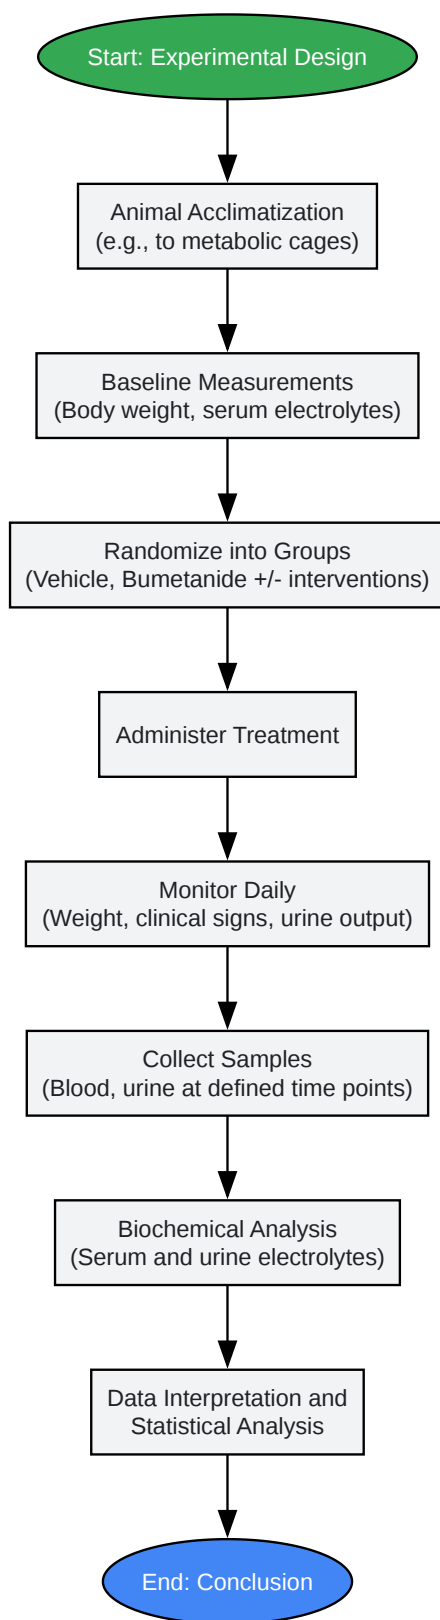 Start: Experimental Design
Animal Acclimatization
(e.g., to metabolic cages)
Baseline Measurements
(Body weight, serum electrolytes)
Randomize into Groups
(Vehicle, Bumetanide +/- interventions)
Administer Treatment
Monitor Daily
(Weight, clinical signs, urine output)
Collect Samples
(Blood, urine at defined time points)
Biochemical Analysis
(Serum and urine electrolytes)
Data Interpretation and
Statistical Analysis
End: Conclusion